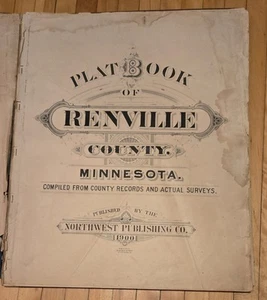 PLAT BOOK
OF
RENVILLE
COUNTY,
MINNESOTA.
COMPILED FROM COUNTY RECORDS AND ACTUAL SURVEYS.
PUBLISHED BY THE
NORTHWEST PUBLISHING CO.
1900